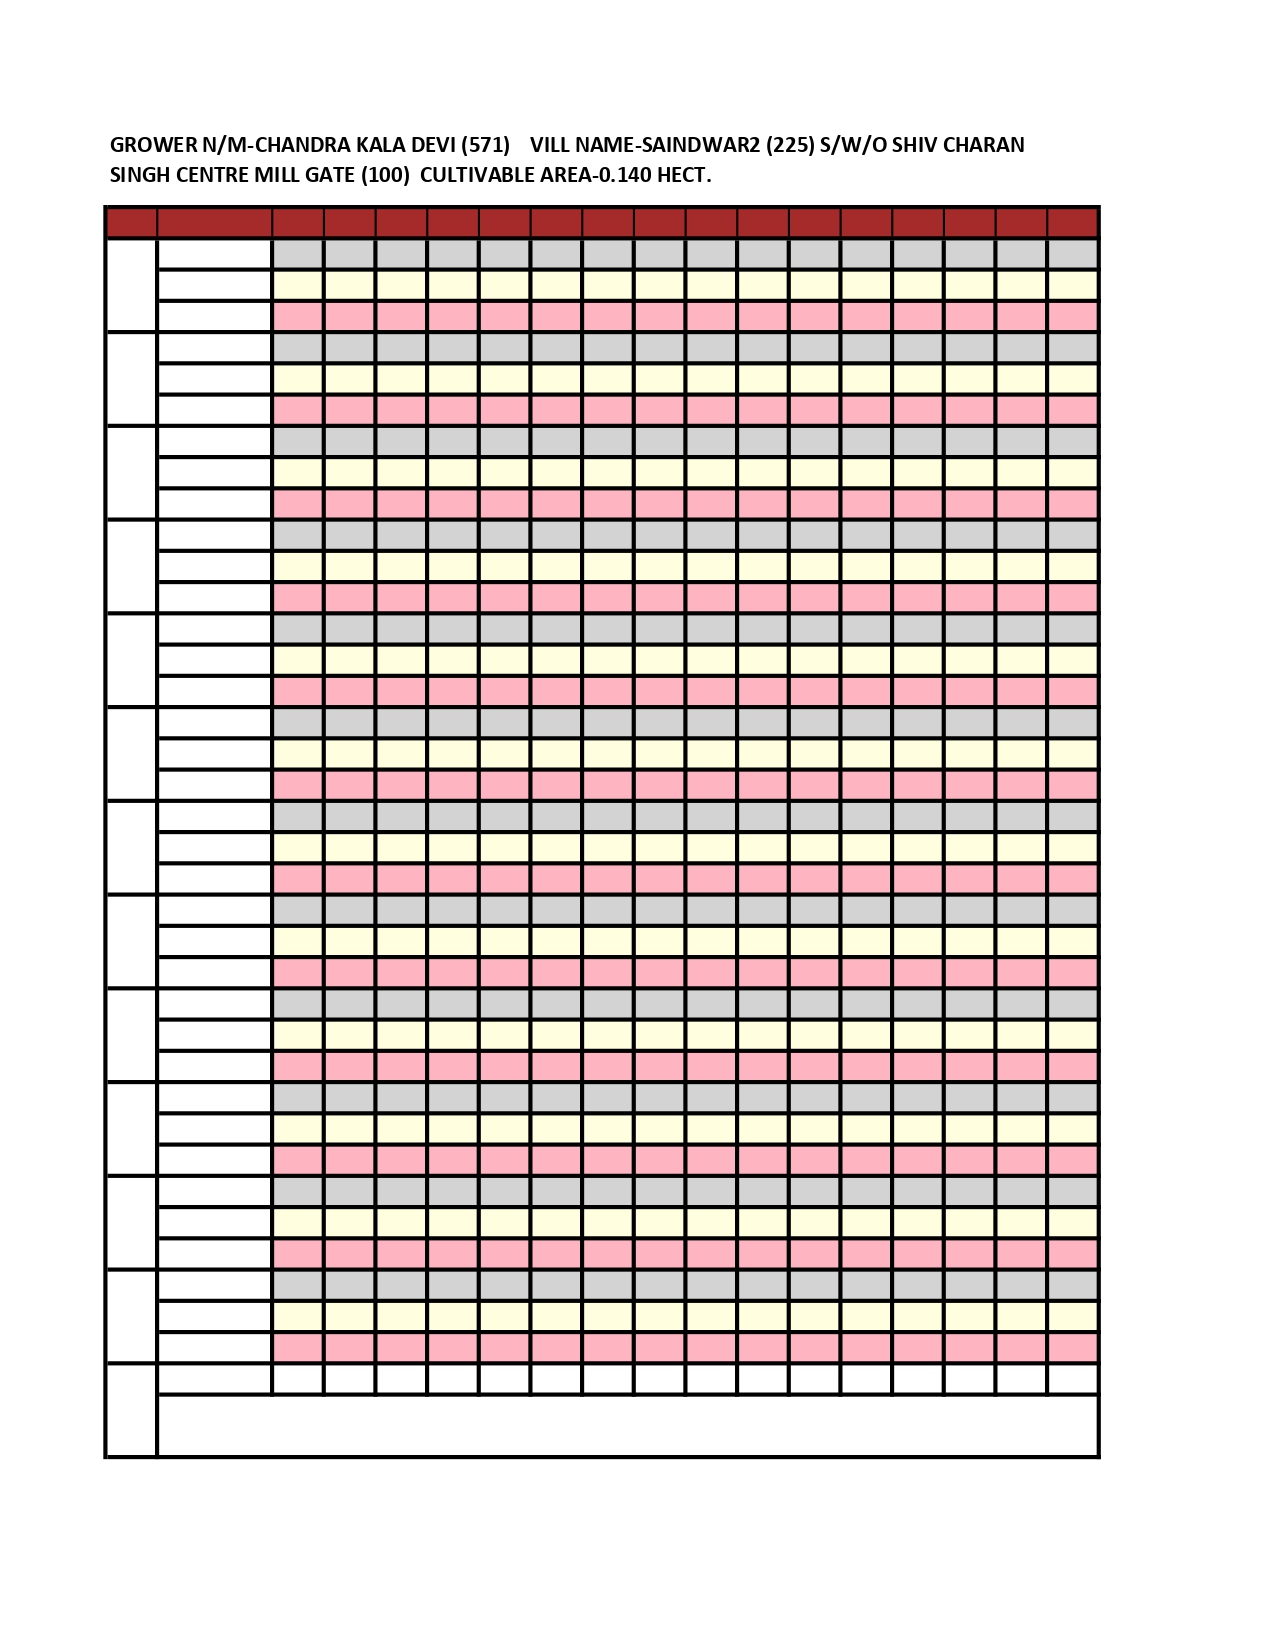 GROWER N/M-CHANDRA KALA DEVI (571) VILL NAME-SAINDWAR2 (225) S/W/O SHIV CHARAN
SINGH CENTRE MILL GATE (100) CULTIVABLE AREA-0.140 HECT.